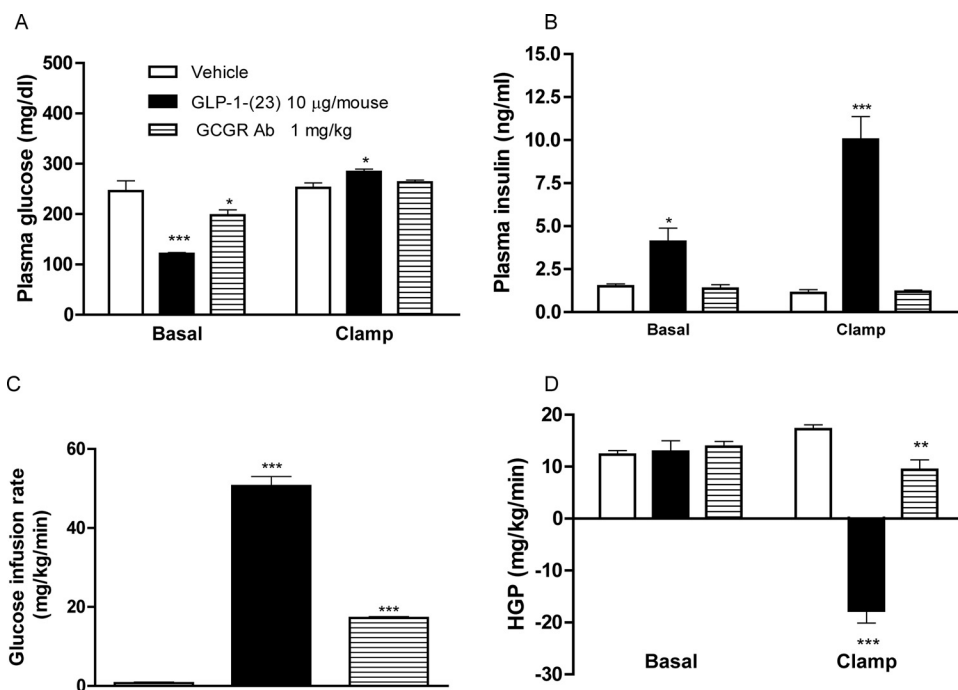 A
Plasma glucose (mg/dl)
500
400
300
200
100
0
Vehicle
GLP-1-(23) 10 μg/mouse
GCGR Ab 1 mg/kg
***
*
*
Basal
Clamp
B
Plasma insulin (ng/ml)
15.0
12.5
10.0
7.5
5.0
2.5
0.0
*
***
Basal
Clamp
C
Glucose infusion rate
(mg/kg/min)
60
40
20
0
***
***
D
HGP (mg/kg/min)
20
10
0
-10
-20
-30
**
***
Basal
Clamp